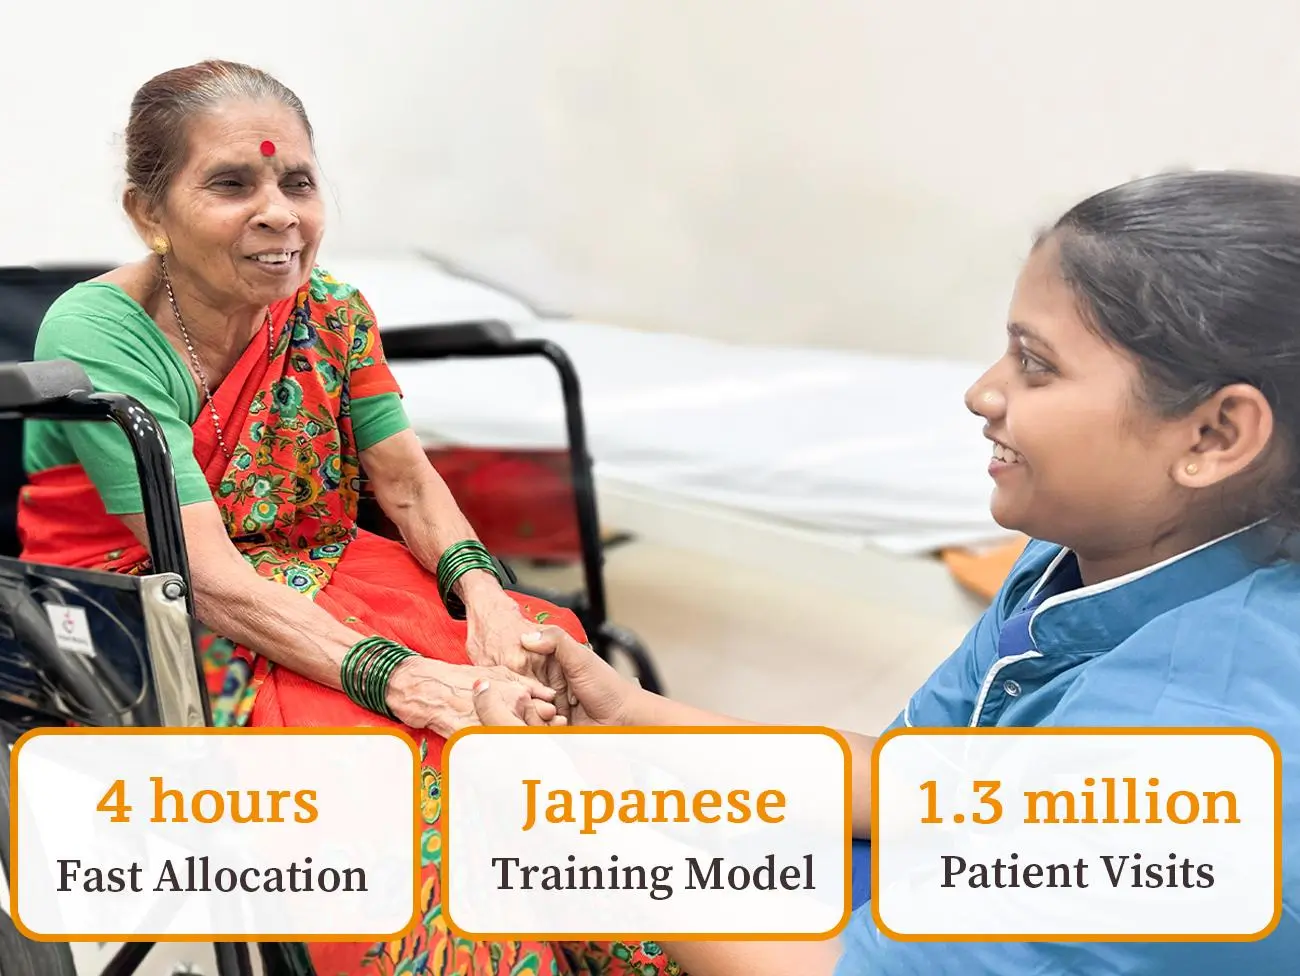 4 hours
Fast Allocation
Japanese
Training Model
1.3 million
Patient Visits